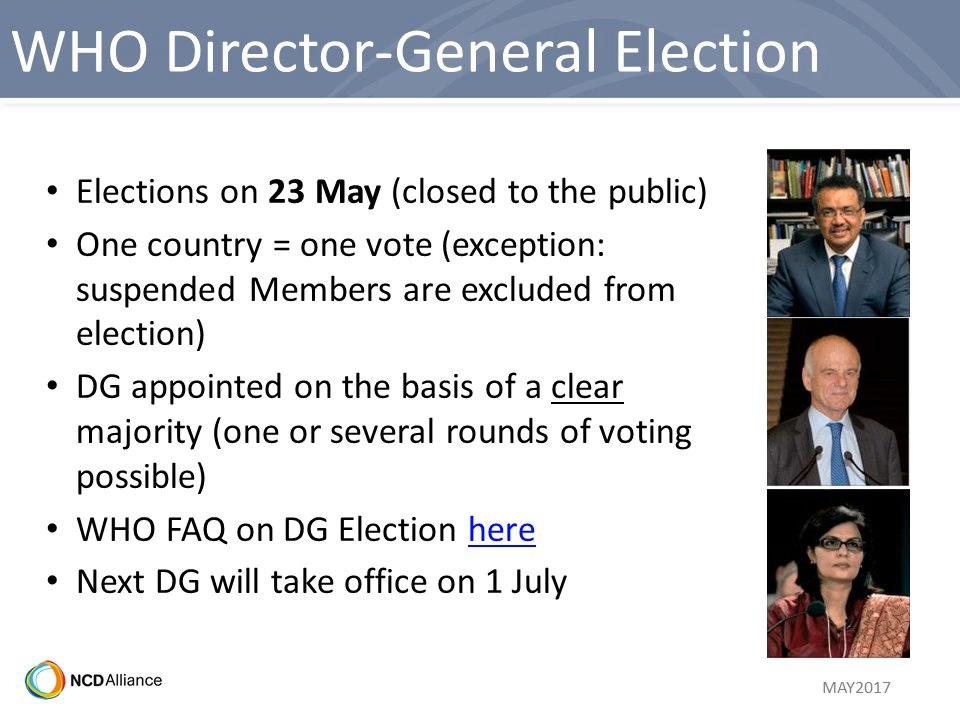 WHO Director-General Election
• Elections on 23 May (closed to the public)
• One country = one vote (exception:
suspended Members are excluded from
election)
• DG appointed on the basis of a clear
majority (one or several rounds of voting
possible)
• WHO FAQ on DG Election here
• Next DG will take office on 1 July
NCD Alliance
MAY2017